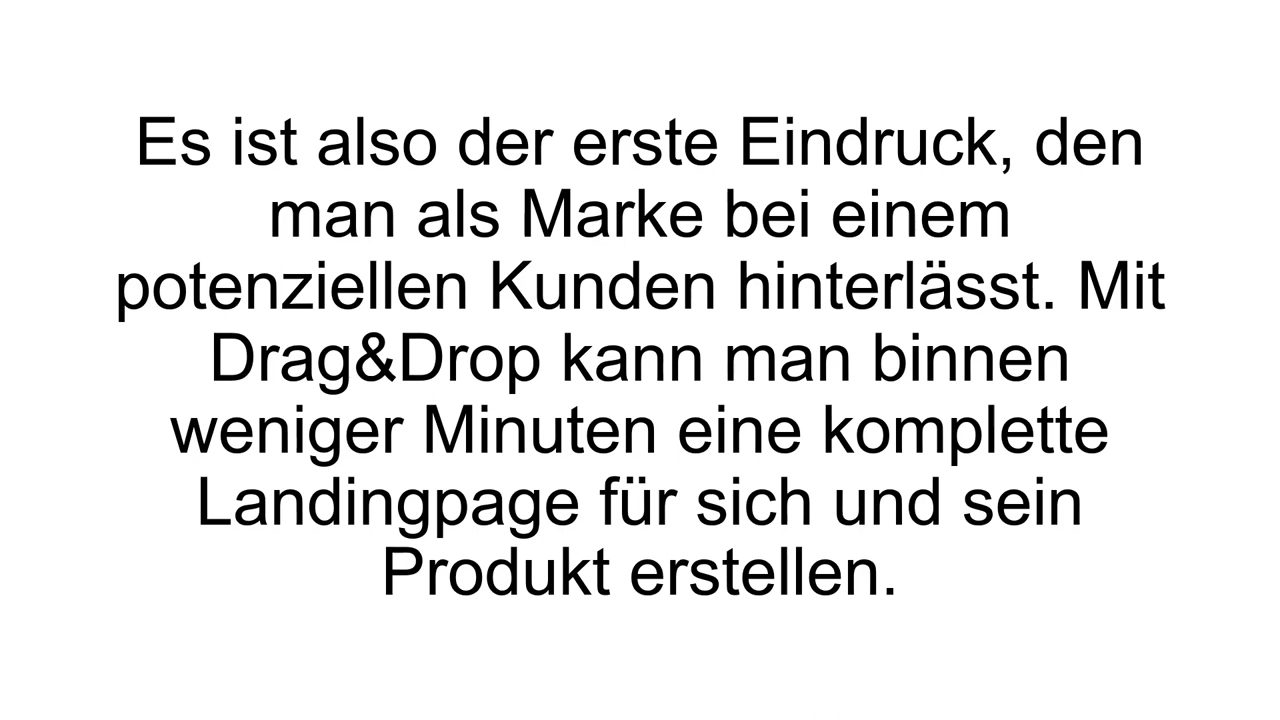 Es ist also der erste Eindruck, den
man als Marke bei einem
potenziellen Kunden hinterlässt. Mit
Drag&Drop kann man binnen
weniger Minuten eine komplette
Landingpage für sich und sein
Produkt erstellen.